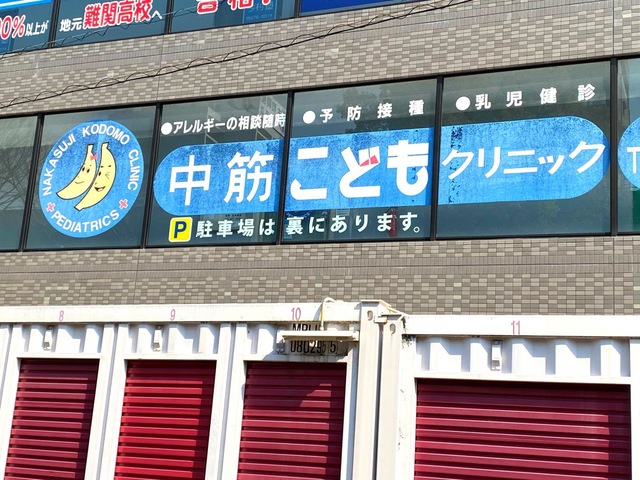 0%以上が
地元難関高校へ
合格!
●アレルギーの相談随時
●予防接種
●乳児健診
NAKASUJI KODOMO CLINIC
PEDIATRICS
中筋こどもクリニック
P駐車場は裏にあります。
8
9
10
11